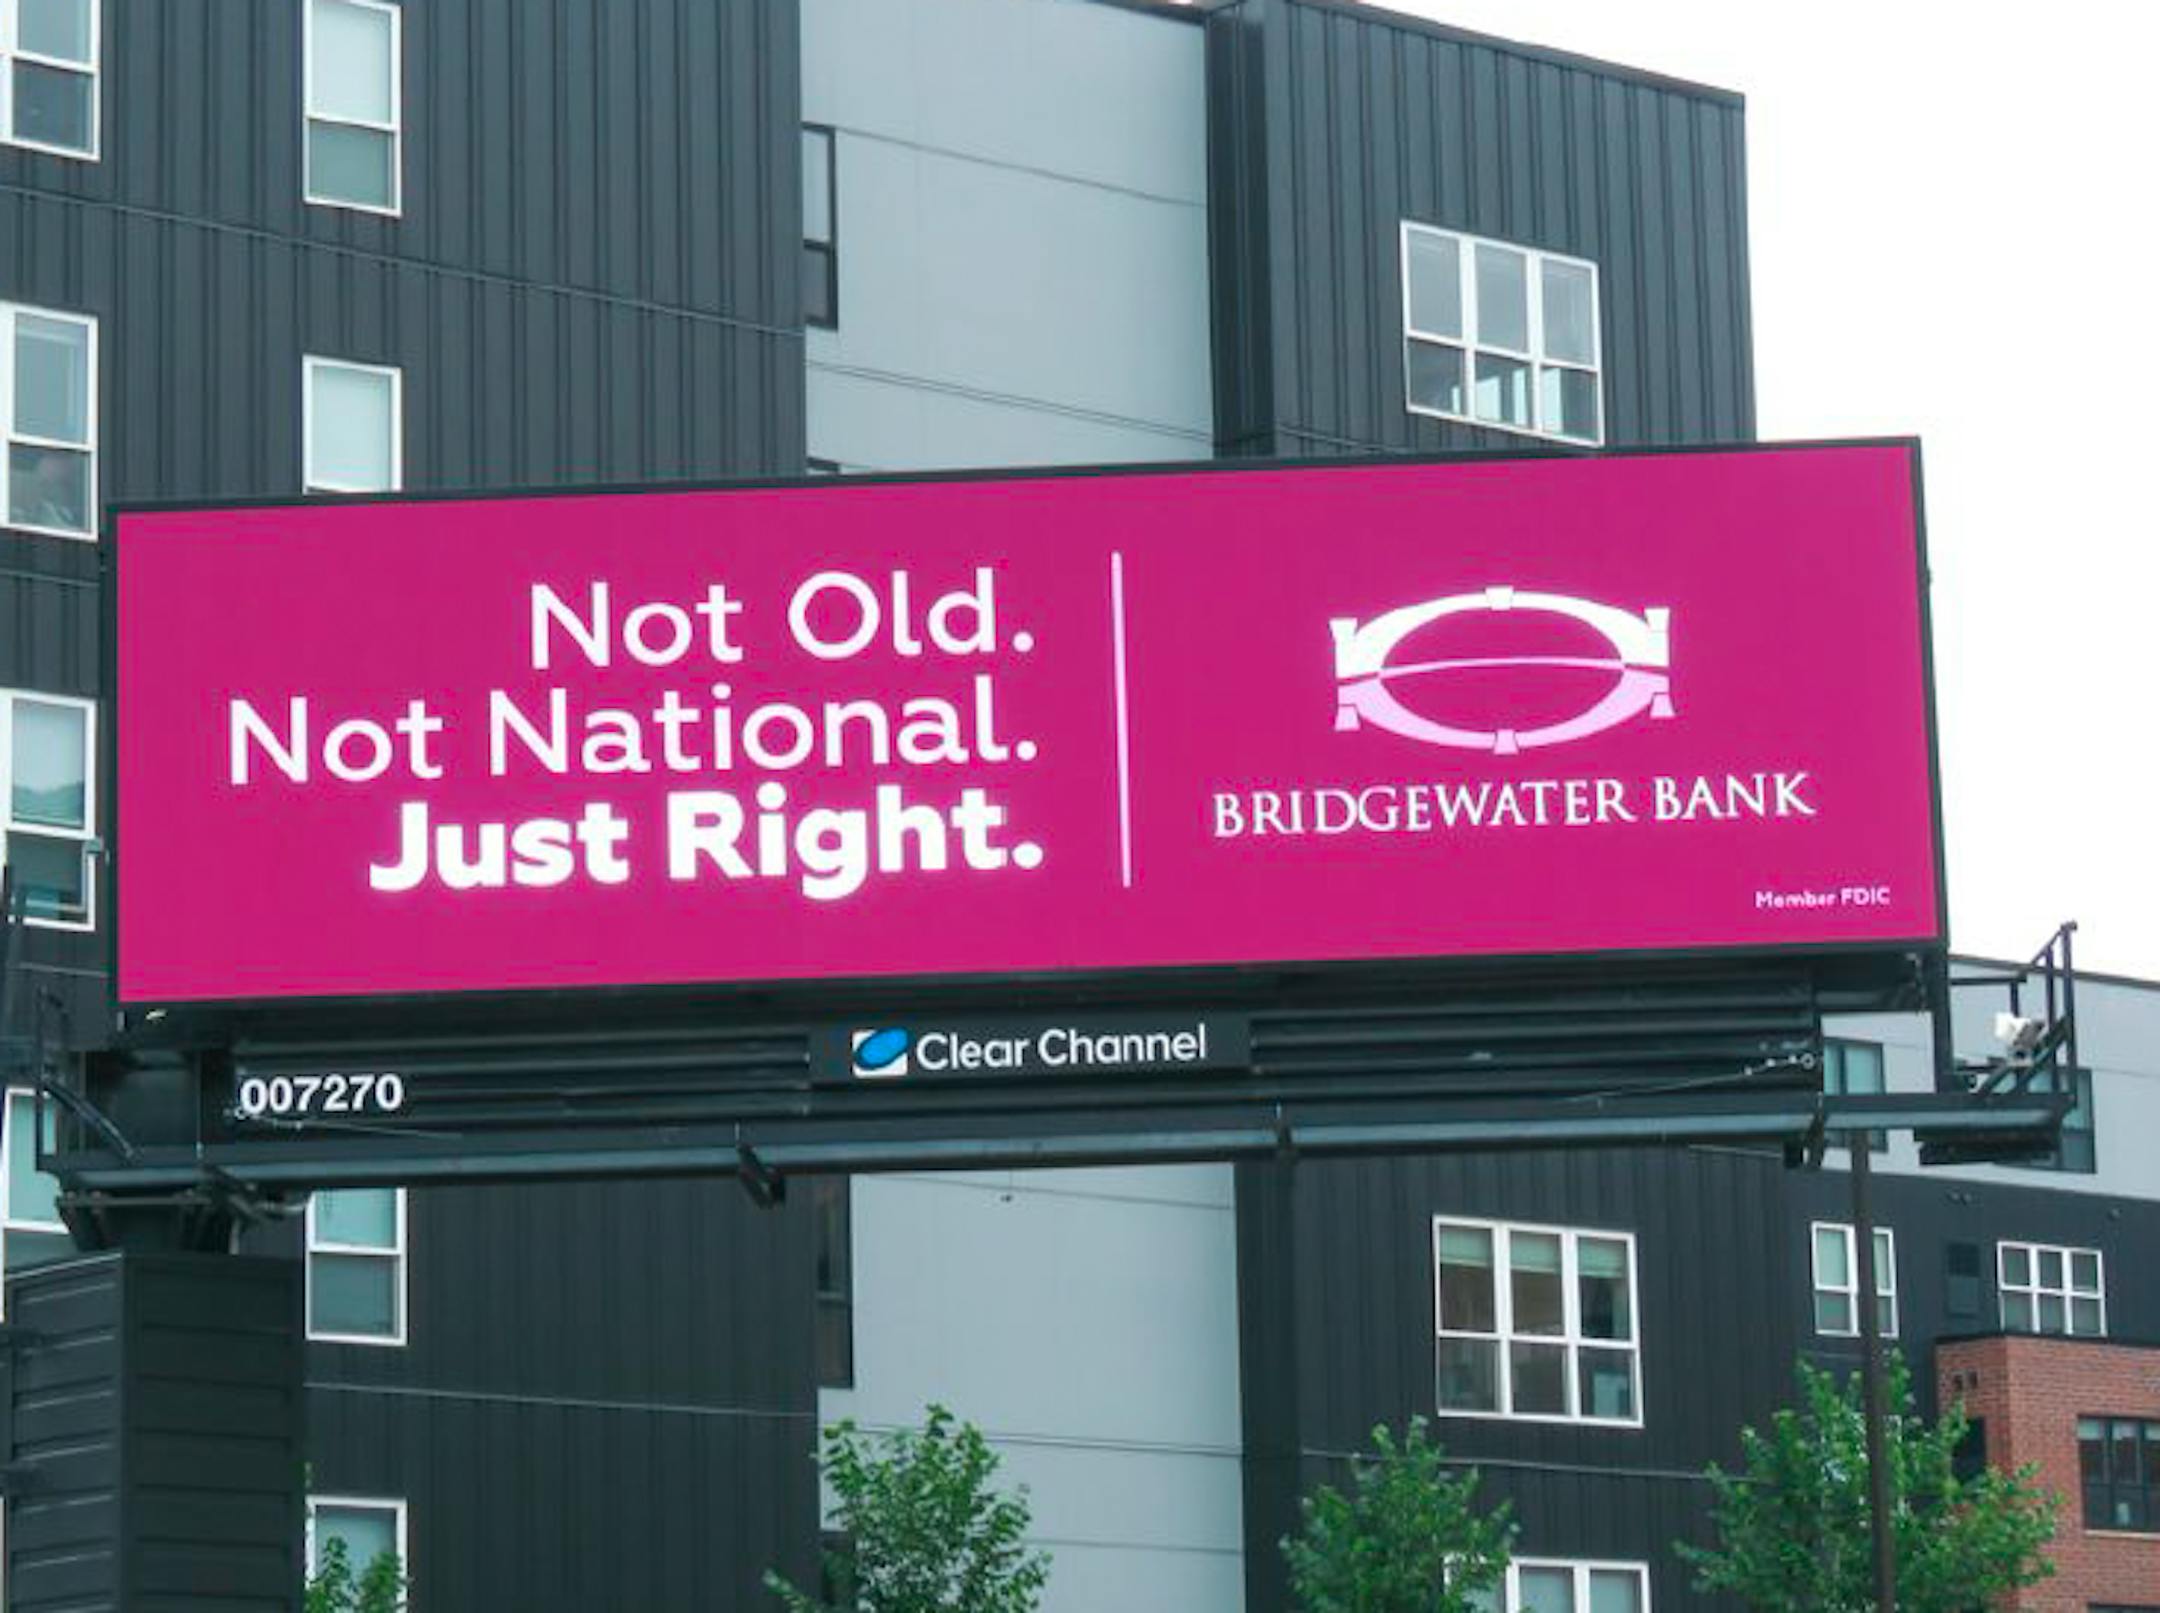 Not Old.
Not National.
Just Right.
BRIDGEWATER BANK
Member FDIC
Clear Channel
007270